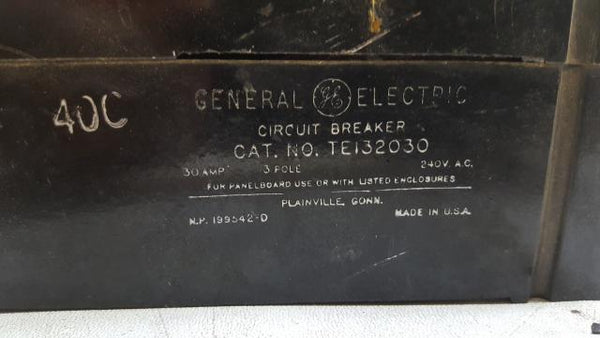 40C
GENERAL GE ELECTRIC
CIRCUIT BREAKER
CAT. NO. TE132030
30 AMP 3 POLE 240V. A.C.
FOR PANELBOARD USE OR WITH LISTED ENCLOSURES
PLAINVILLE, CONN.
N.P. 199542-D MADE IN U.S.A.